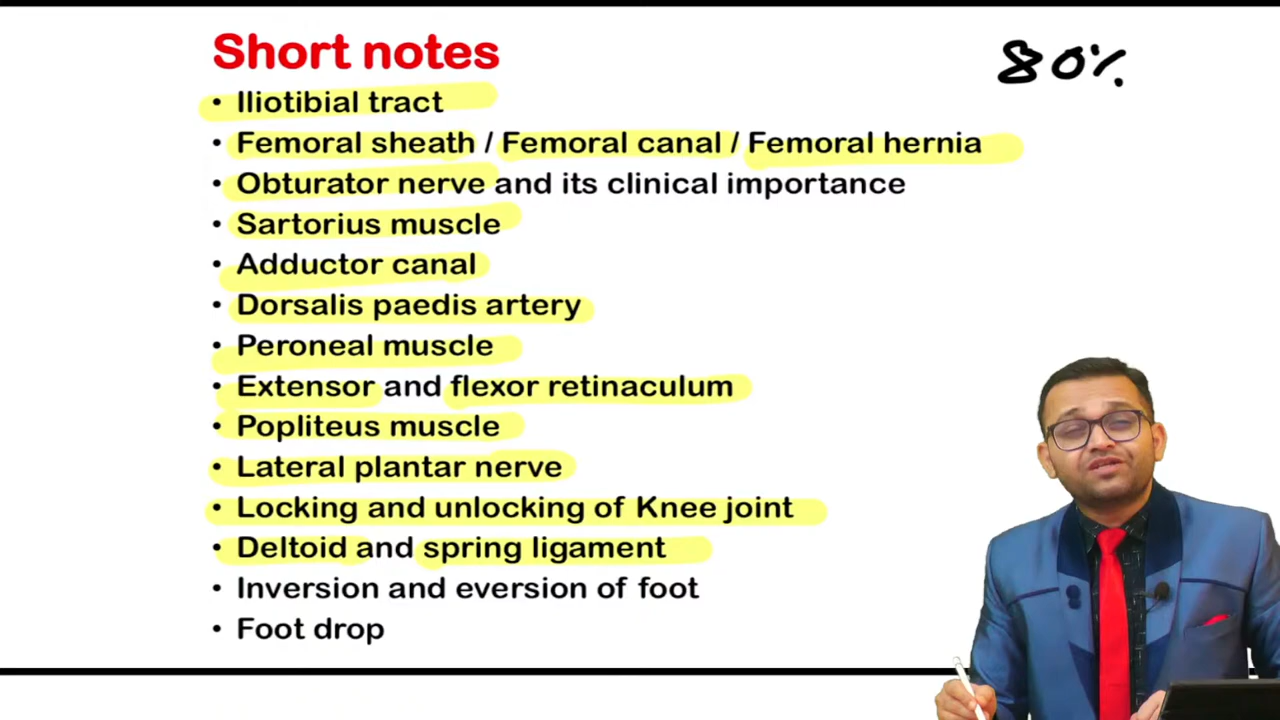 Short notes
80%
• Iliotibial tract
• Femoral sheath / Femoral canal / Femoral hernia
• Obturator nerve and its clinical importance
• Sartorius muscle
• Adductor canal
• Dorsalis paedis artery
• Peroneal muscle
• Extensor and flexor retinaculum
• Popliteus muscle
• Lateral plantar nerve
• Locking and unlocking of Knee joint
• Deltoid and spring ligament
• Inversion and eversion of foot
• Foot drop